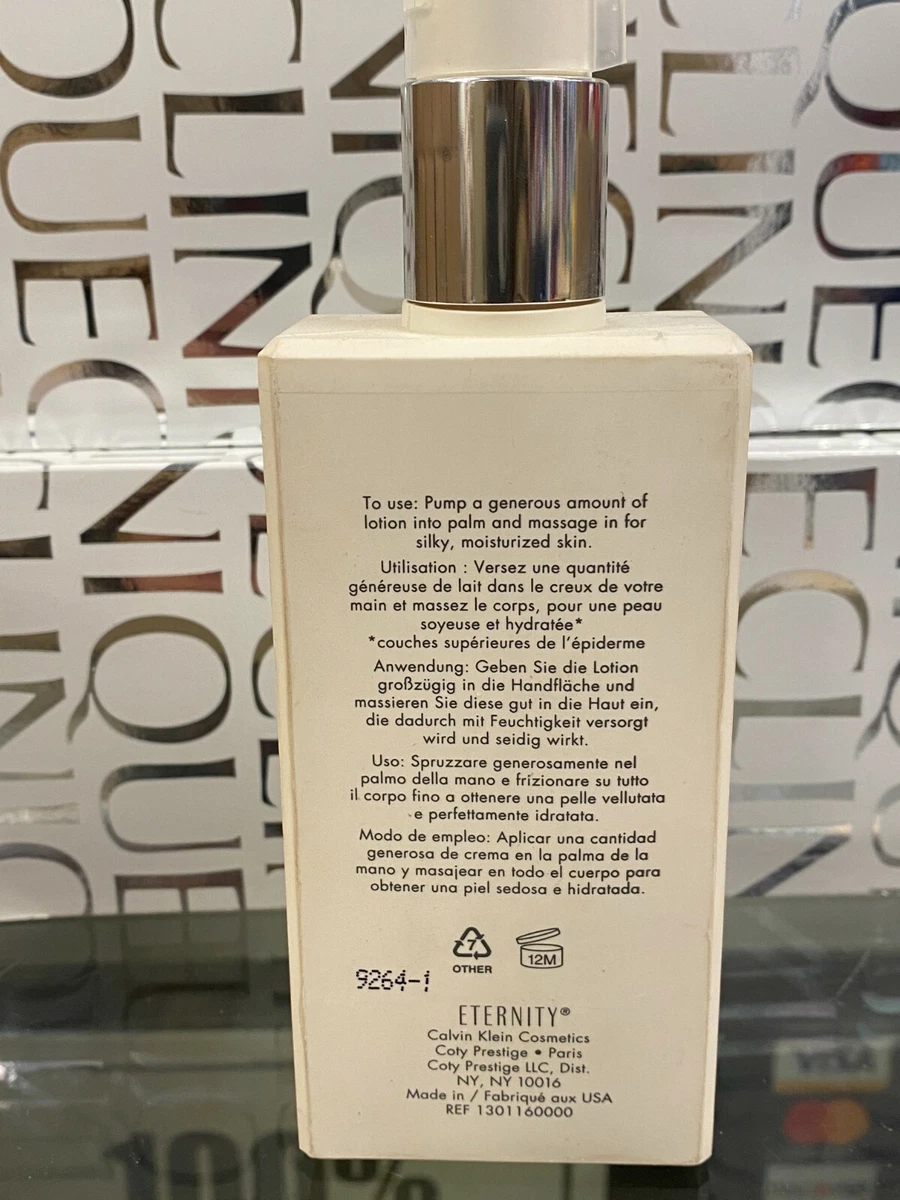 To use: Pump a generous amount of
lotion into palm and massage in for
silky, moisturized skin.
Utilisation : Versez une quantité
généreuse de lait dans le creux de votre
main et massez le corps, pour une peau
soyeuse et hydratée*
*couches supérieures de l'épiderme
Anwendung: Geben Sie die Lotion
großzügig in die Handfläche und
massieren Sie diese gut in die Haut ein,
die dadurch mit Feuchtigkeit versorgt
wird und seidig wirkt.
Uso: Spruzzare generosamente nel
palmo della mano e frizionare su tutto
il corpo fino a ottenere una pelle vellutata
e perfettamente idratata.
Modo de empleo: Aplicar una cantidad
generosa de crema en la palma de la
mano y masajear en todo el cuerpo para
obtener una piel sedosa e hidratada.
7
OTHER
12M
9264-1
ETERNITY®
Calvin Klein Cosmetics
Coty Prestige • Paris
Coty Prestige LLC, Dist.
NY, NY 10016
Made in / Fabriqué aux USA
REF 1301160000
CLINIQUE
CLINIQUE
VISA
100%